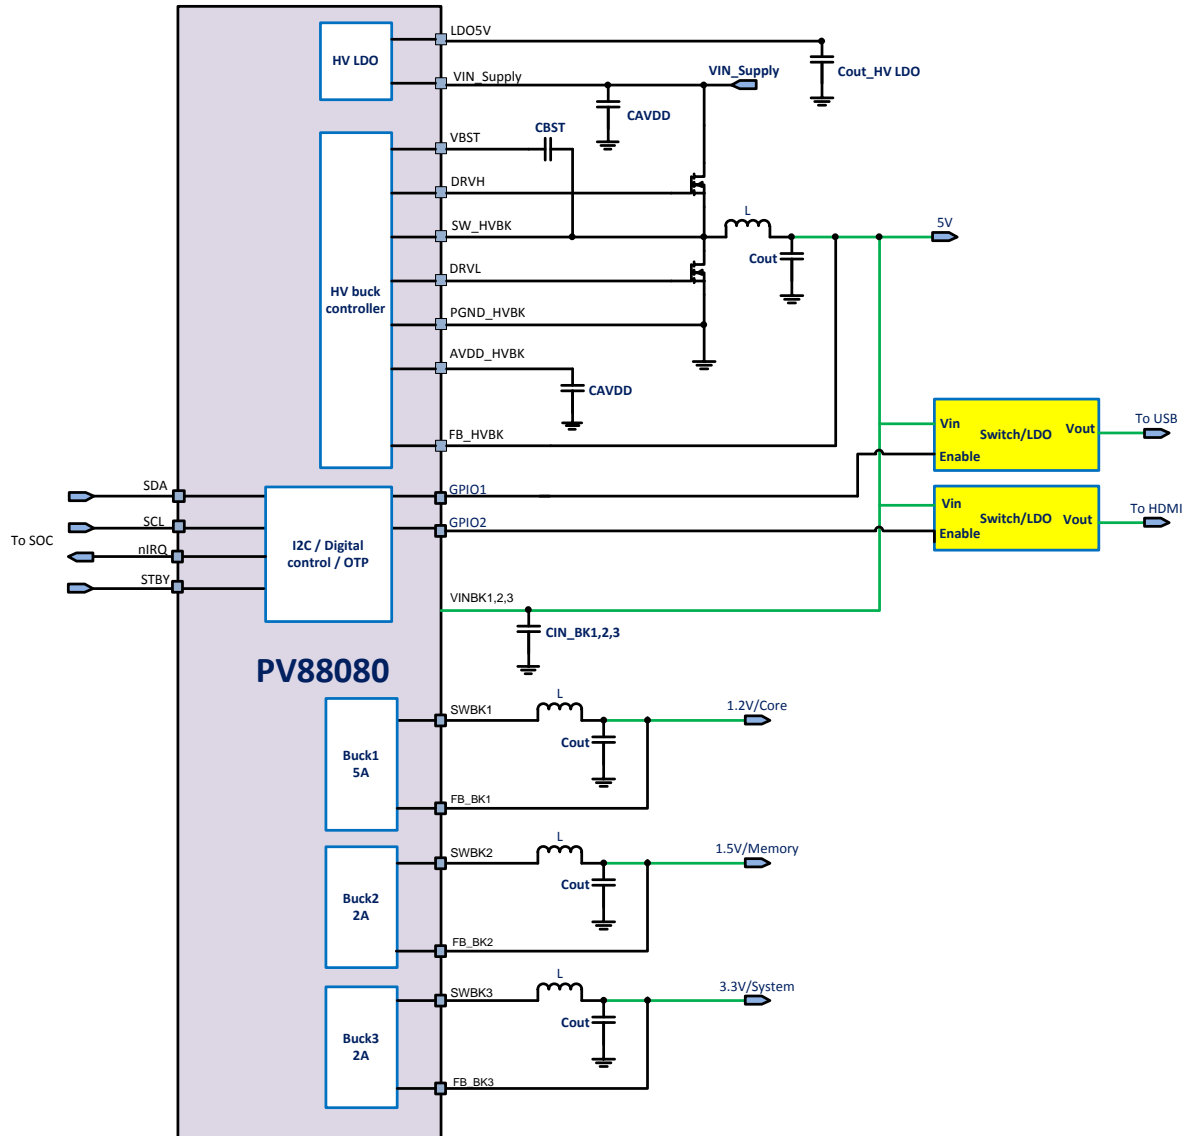 LDO5V
HV LDO
VIN_Supply
VIN_Supply
Cout_HV LDO
CAVDD
VBST
CBST
DRVH
SW_HVBK
L
5V
Cout
DRVL
HV buck
controller
PGND_HVBK
AVDD_HVBK
CAVDD
FB_HVBK
Vin
Switch/LDO
Vout
To USB
Enable
SDA
GPIO1
Vin
Switch/LDO
Vout
To HDMI
Enable
SCL
GPIO2
To SOC
nIRQ
I2C / Digital
control / OTP
STBY
VINBK1,2,3
CIN_BK1,2,3
PV88080
SWBK1
L
1.2V/Core
Cout
Buck1
5A
FB_BK1
SWBK2
L
1.5V/Memory
Cout
Buck2
2A
FB_BK2
SWBK3
L
3.3V/System
Cout
Buck3
2A
FB_BK3